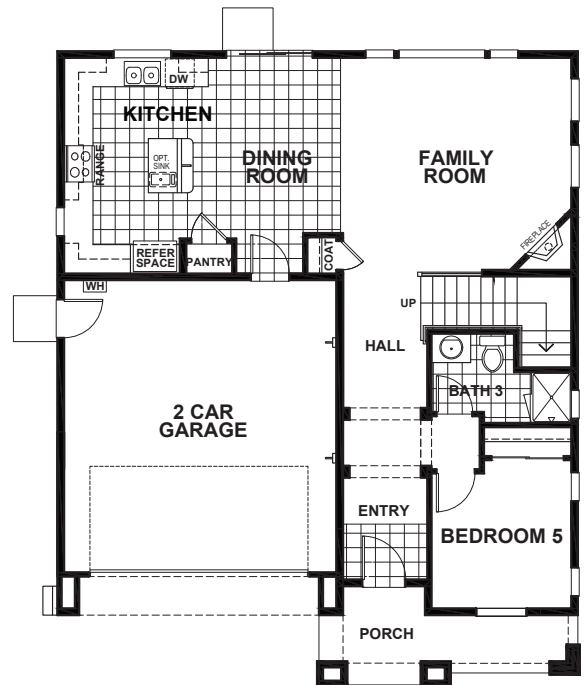 DW
KITCHEN
RANGE
OPT.
SINK
DINING
ROOM
FAMILY
ROOM
FIREPLACE
REFER
SPACE
PANTRY
COAT
WH
UP
HALL
BATH 3
2 CAR
GARAGE
ENTRY
BEDROOM 5
PORCH